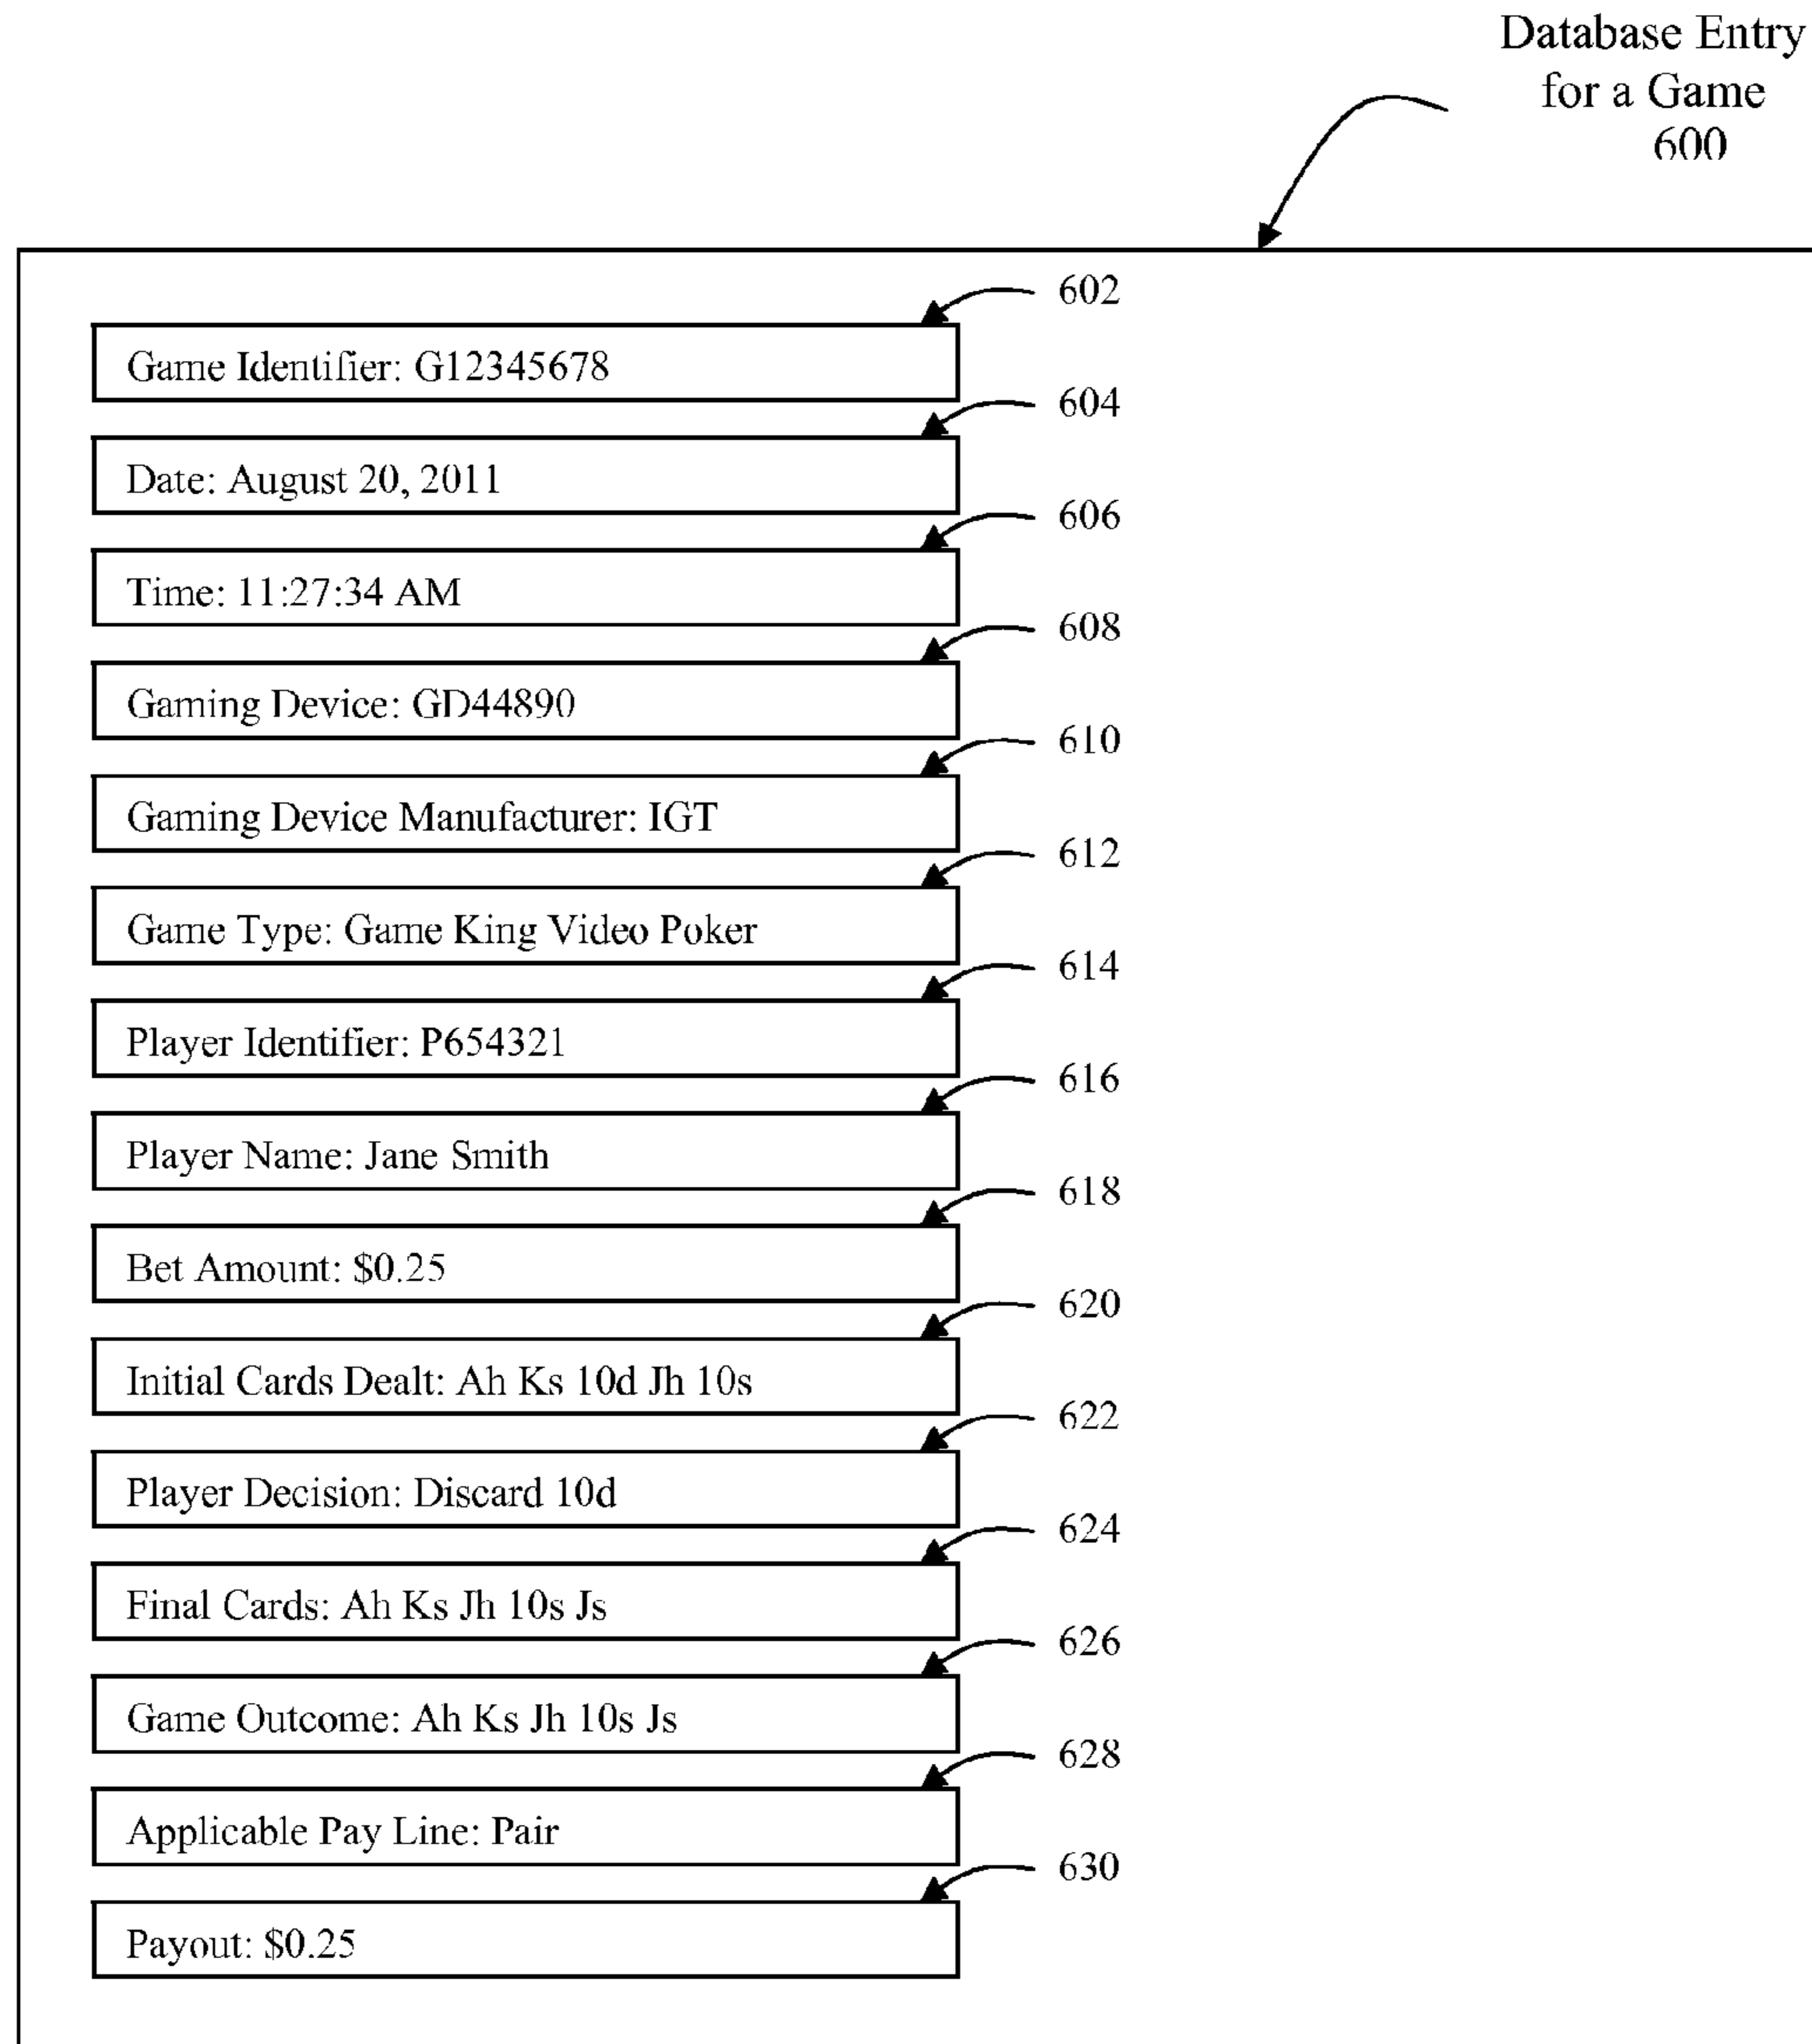 Database Entry
for a Game
600
602
Game Identifier: G12345678
604
Date: August 20, 2011
606
Time: 11:27:34 AM
608
Gaming Device: GD44890
610
Gaming Device Manufacturer: IGT
612
Game Type: Game King Video Poker
614
Player Identifier: P654321
616
Player Name: Jane Smith
618
Bet Amount: $0.25
620
Initial Cards Dealt: Ah Ks 10d Jh 10s
622
Player Decision: Discard 10d
624
Final Cards: Ah Ks Jh 10s Js
626
Game Outcome: Ah Ks Jh 10s Js
628
Applicable Pay Line: Pair
630
Payout: $0.25